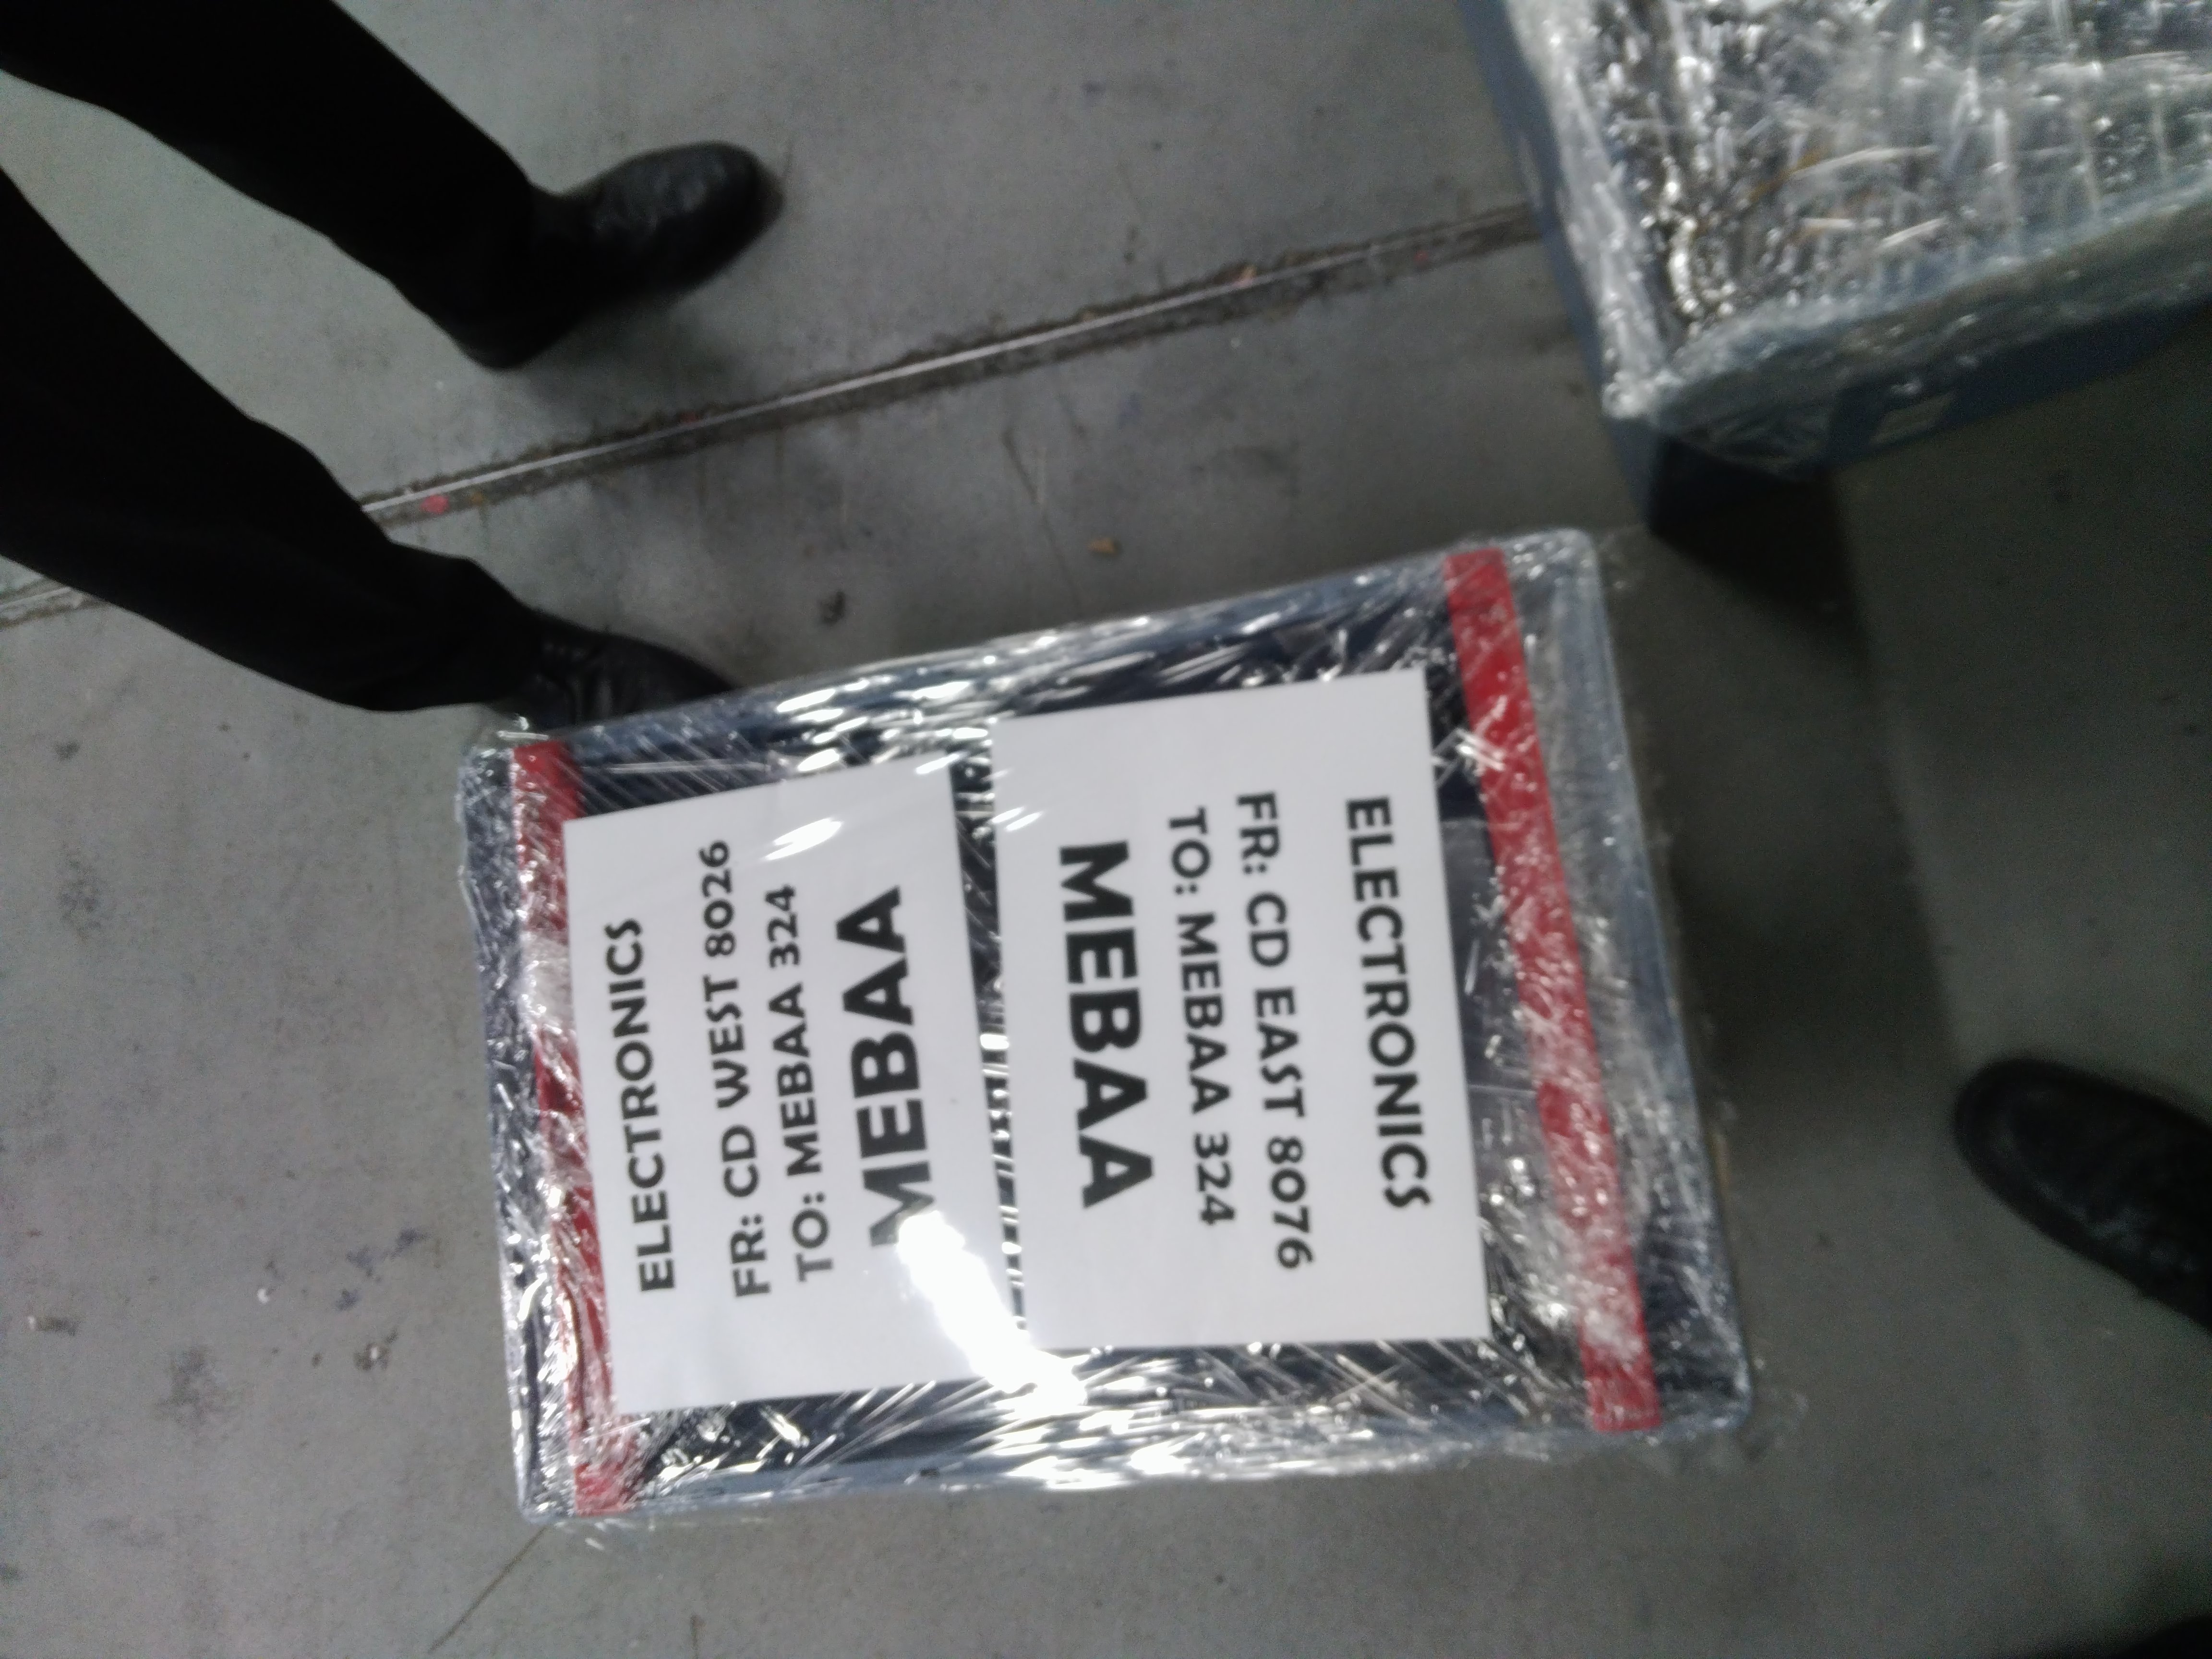 ELECTRONICS
FR: CD WEST 8026
TO: MEBAA 324
MEBAA
ELECTRONICS
FR: CD EAST 8076
TO: MEBAA 324
MEBAA